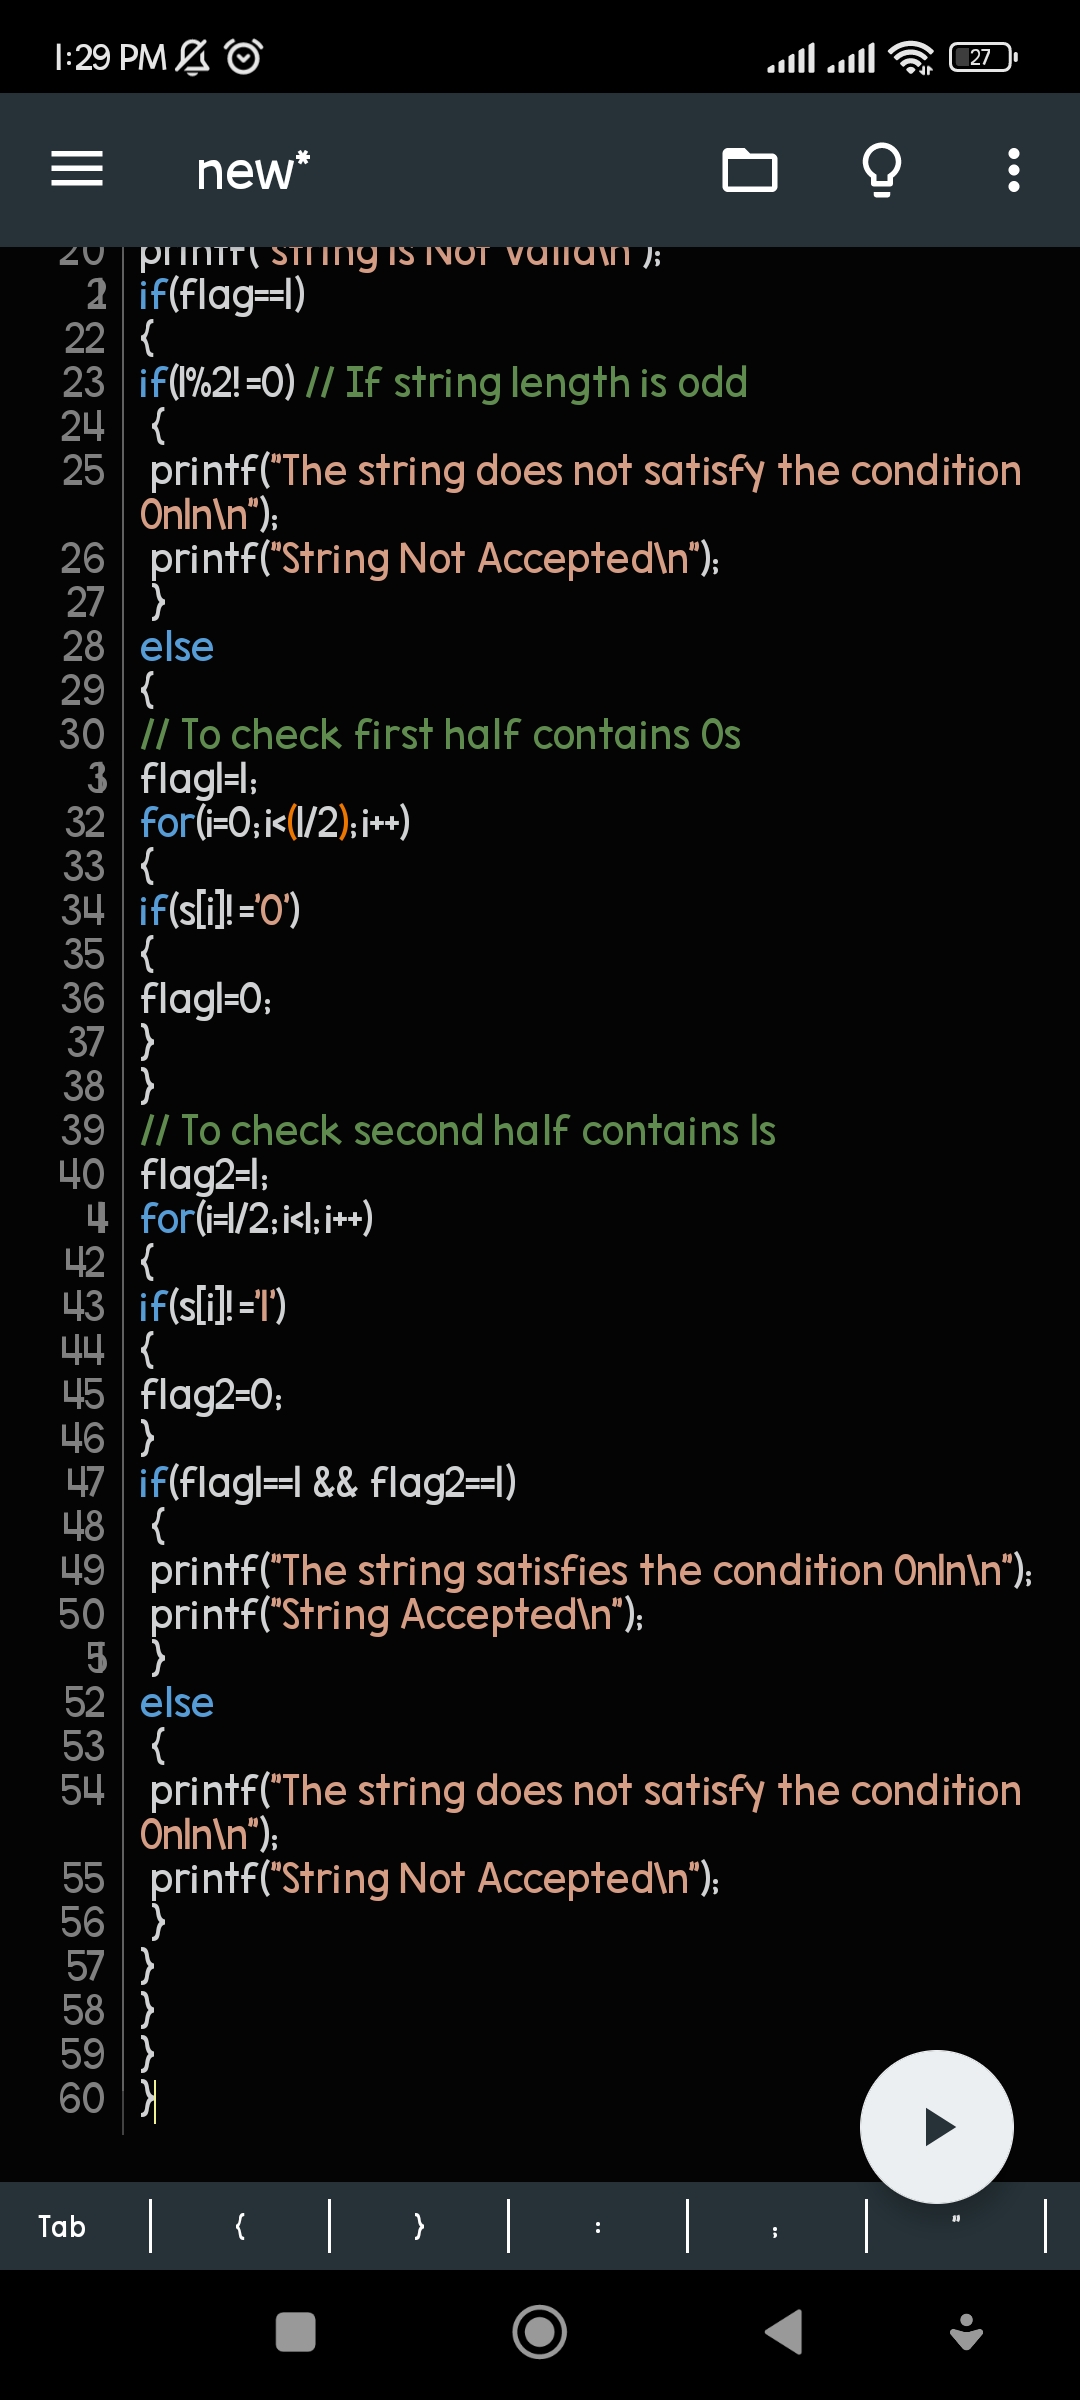 1:29 PM 27
new*
20 printf("string is Not Valid\n");
21 if(flag==1)
22 {
23 if(l%2!=0) // If string length is odd
24 {
25 printf("The string does not satisfy the condition
0n1n\n");
26 printf("String Not Accepted\n");
27 }
28 else
29 {
30 // To check first half contains 0s
31 flag1=1;
32 for(i=0;i<(l/2);i++)
33 {
34 if(s[i]!='0')
35 {
36 flag1=0;
37 }
38 }
39 // To check second half contains 1s
40 flag2=1;
41 for(i=l/2;i<l;i++)
42 {
43 if(s[i]!='1')
44 {
45 flag2=0;
46 }
47 if(flag1==1 && flag2==1)
48 {
49 printf("The string satisfies the condition 0n1n\n");
50 printf("String Accepted\n");
51 }
52 else
53 {
54 printf("The string does not satisfy the condition
0n1n\n");
55 printf("String Not Accepted\n");
56 }
57 }
58 }
59 }
60 }
Tab { } : ; "